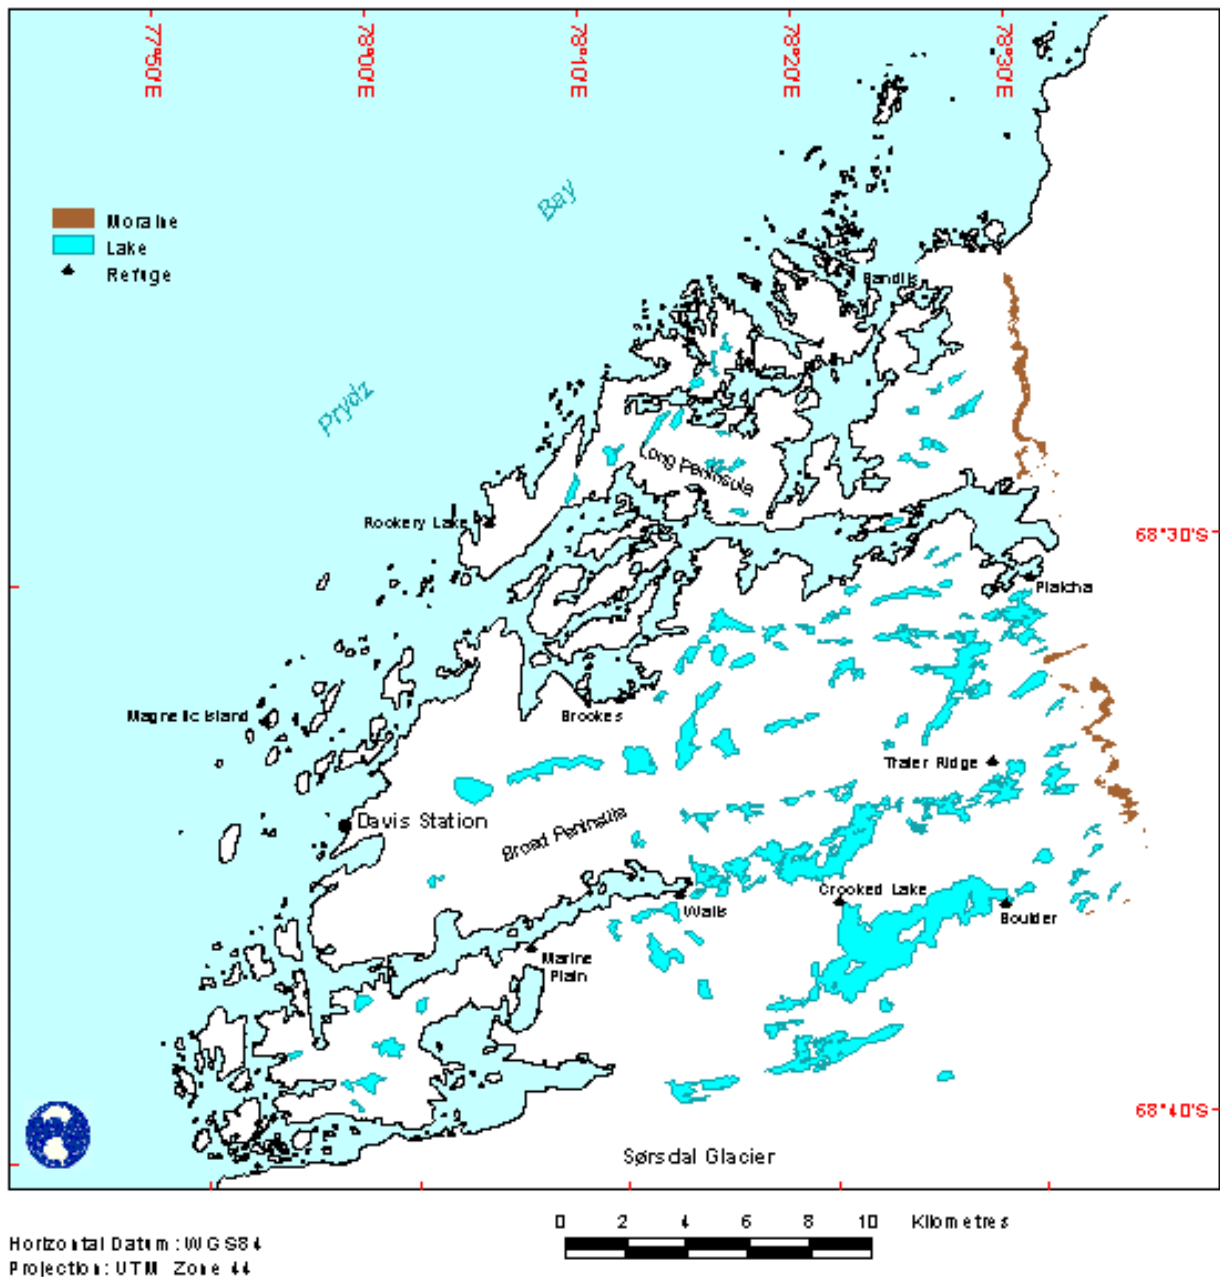 77°50'E
78°00'E
78°10'E
78°20'E
78°30'E
Bay
Moraine
Lake
Refuge
Bandits
Prydz
Long Peninsula
Rookery Lake
68°30'S
Platcha
Magnetic Island
Brookes
Trater Ridge
Davis Station
Broad Peninsula
Crooked Lake
Watts
Boulder
Marine
Plain
68°40'S
Sørsdal Glacier
0 2 4 6 8 10 Kilometres
Horizontal Datum: WGS84
Projection: UTM Zone 44